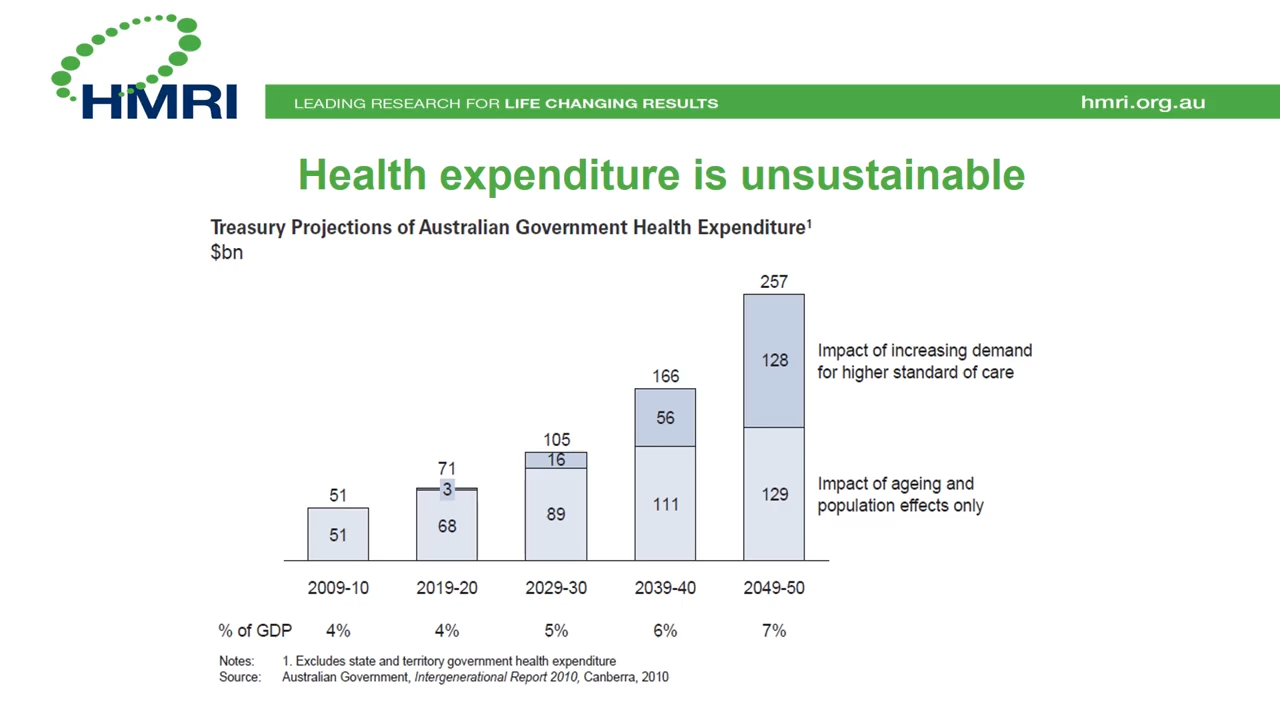 HMRI
LEADING RESEARCH FOR LIFE CHANGING RESULTS
hmri.org.au
Health expenditure is unsustainable
Treasury Projections of Australian Government Health Expenditure¹
$bn
257
128
Impact of increasing demand
for higher standard of care
166
56
105
16
71
3
51
129
Impact of ageing and
population effects only
111
89
68
51
2009-10 2019-20 2029-30 2039-40 2049-50
% of GDP 4% 4% 5% 6% 7%
Notes: 1. Excludes state and territory government health expenditure
Source: Australian Government, Intergenerational Report 2010, Canberra, 2010